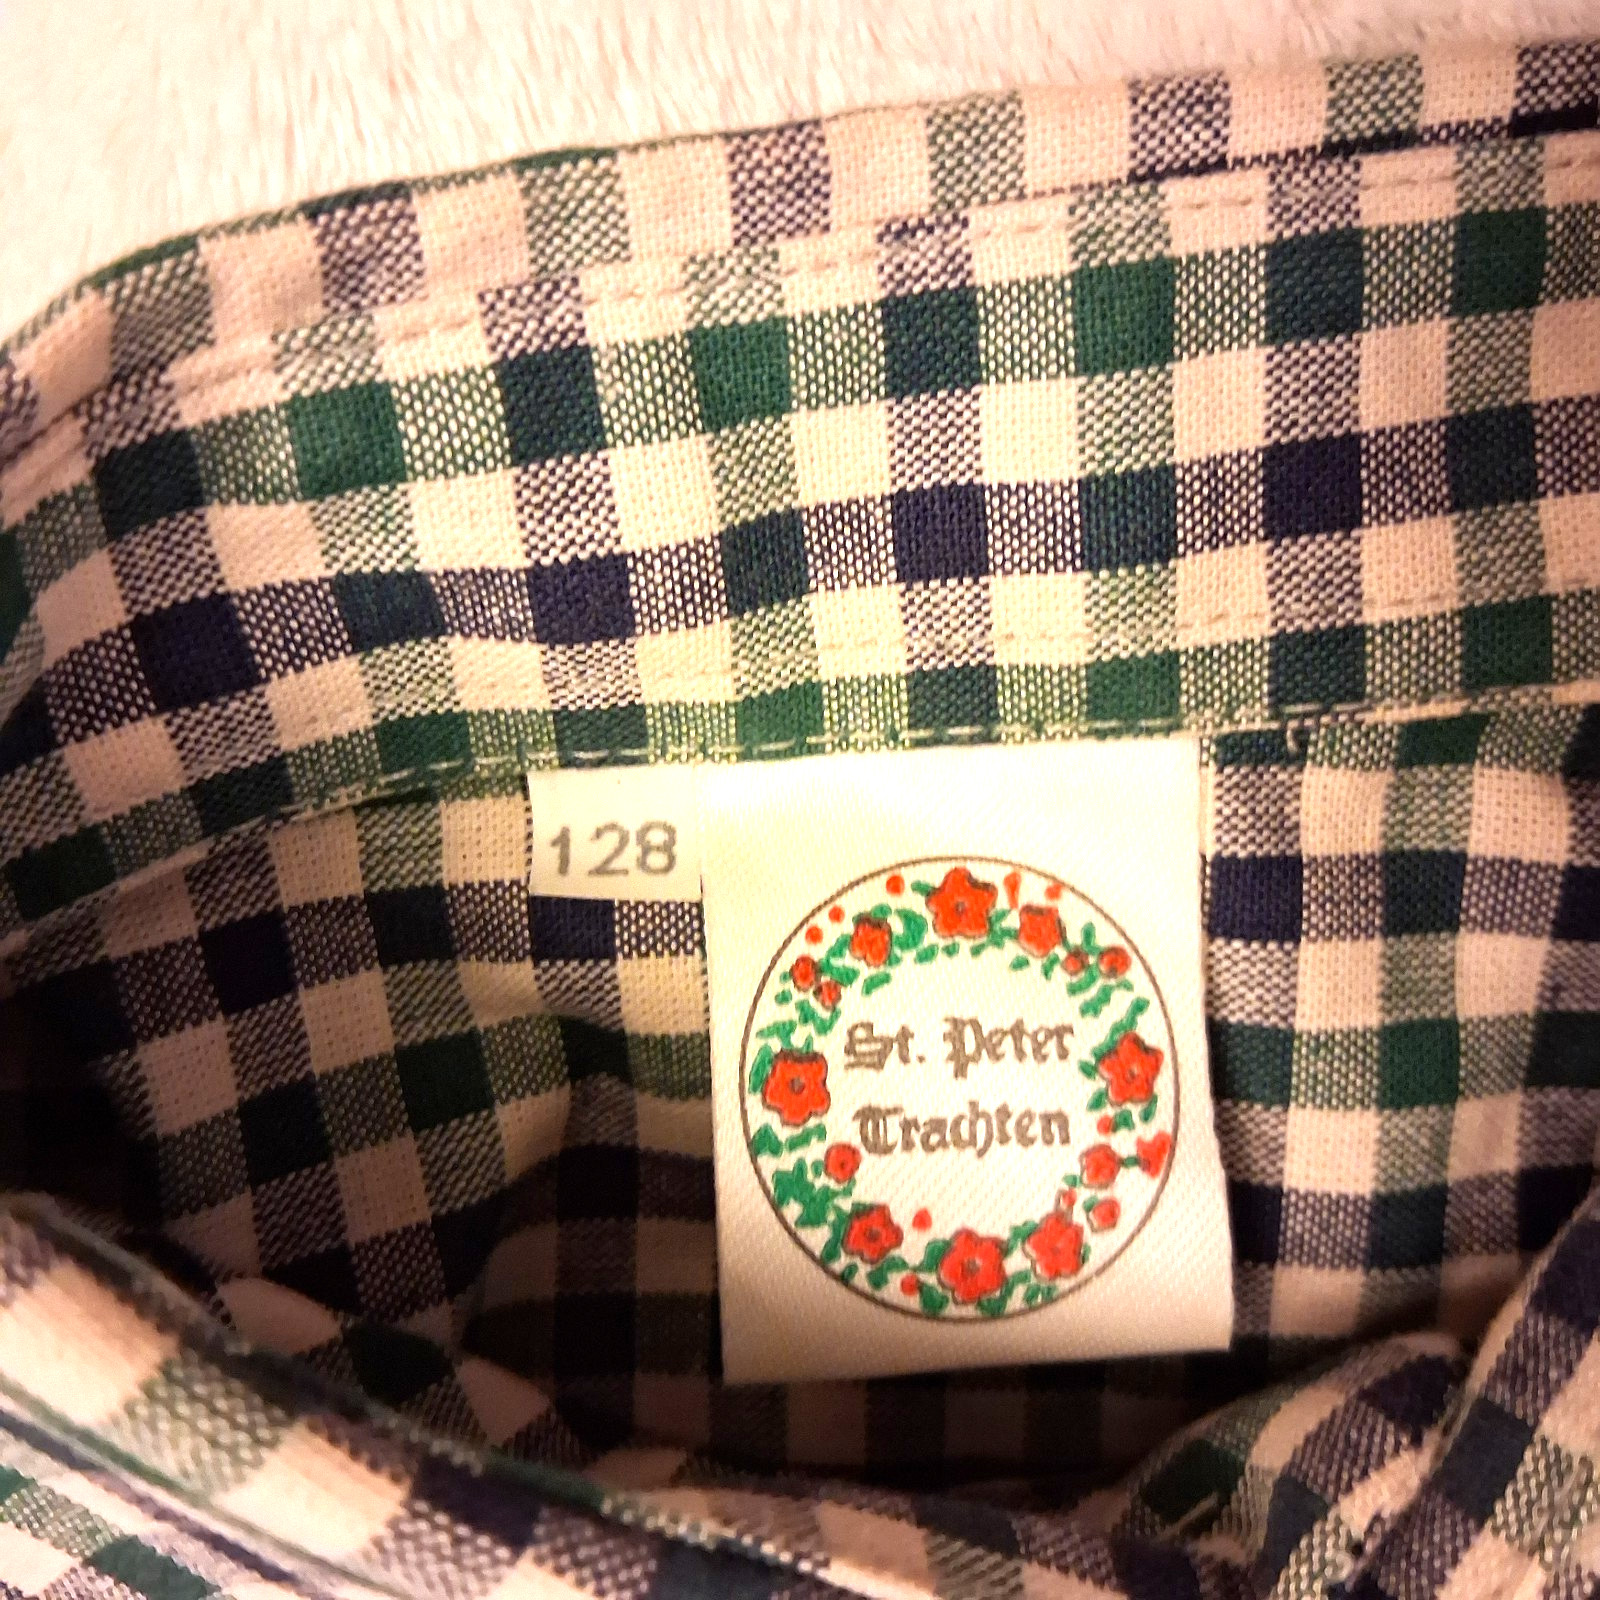 128
St. Peter
Trachten